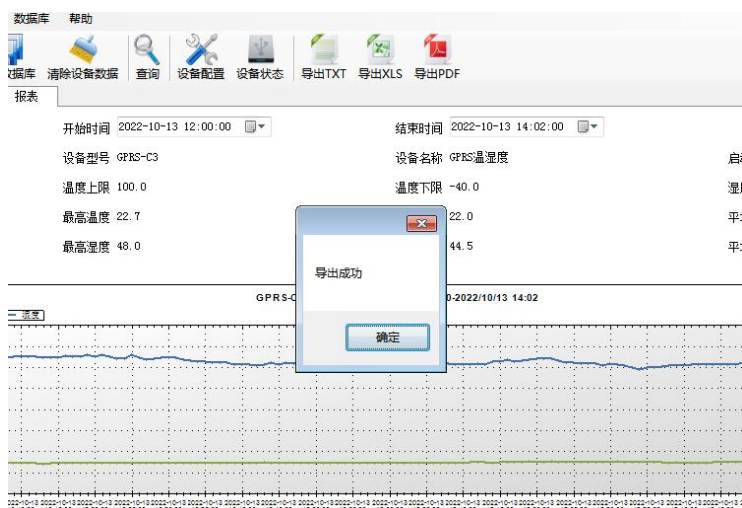 数据库 帮助
数据库 清除设备数据 查询 设备配置 设备状态 导出TXT 导出XLS 导出PDF
报表
开始时间 2022-10-13 12:00:00 结束时间 2022-10-13 14:02:00
设备型号 GPRS-C3 设备名称 GPRS温湿度
温度上限 100.0 温度下限 -40.0
最高温度 22.7 22.0
最高湿度 48.0 44.5
导出成功
确定
GPRS-C 0-2022/10/13 14:02
湿度